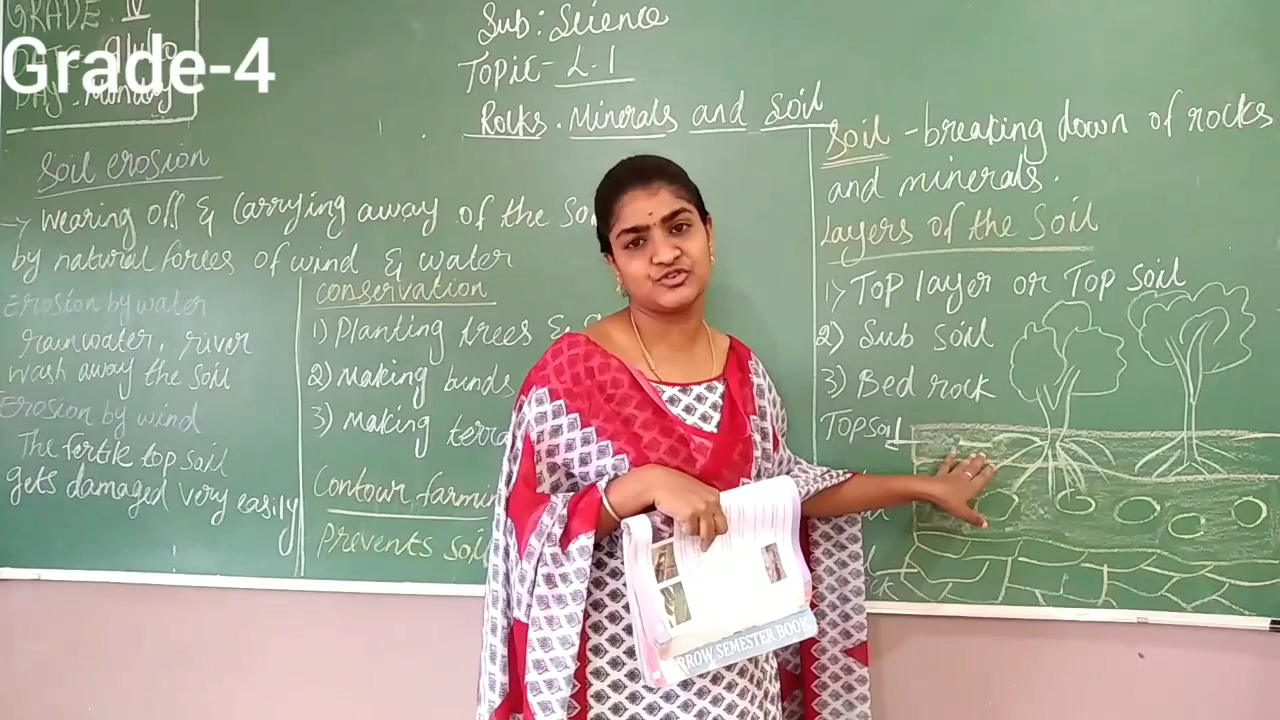 GRADE. IV
Grade-4
DAY. Monday
Sub: Science
Topic- L.1
Rocks. Minerals and Soil
Soil erosion
→ Wearing off & Carrying away of the
by natural forces of wind & water
Erosion by water
rainwater, river
wash away the soil
Erosion by wind
The fertile top soil
gets damaged very easily
conservation
1) Planting trees &
2) Making bunds
3) Making
Contour
Prevents
Soil -breaking down of rocks
and minerals.
Layers of the Soil
1) Top layer or Top soil
2) Sub soil
3) Bed rock
Topsoil
SEMESTER BOOK